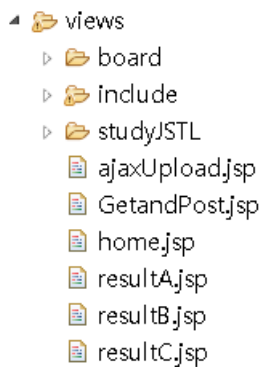 views
board
include
studyJSTL
ajaxUpload.jsp
GetandPost.jsp
home.jsp
resultA.jsp
resultB.jsp
resultC.jsp